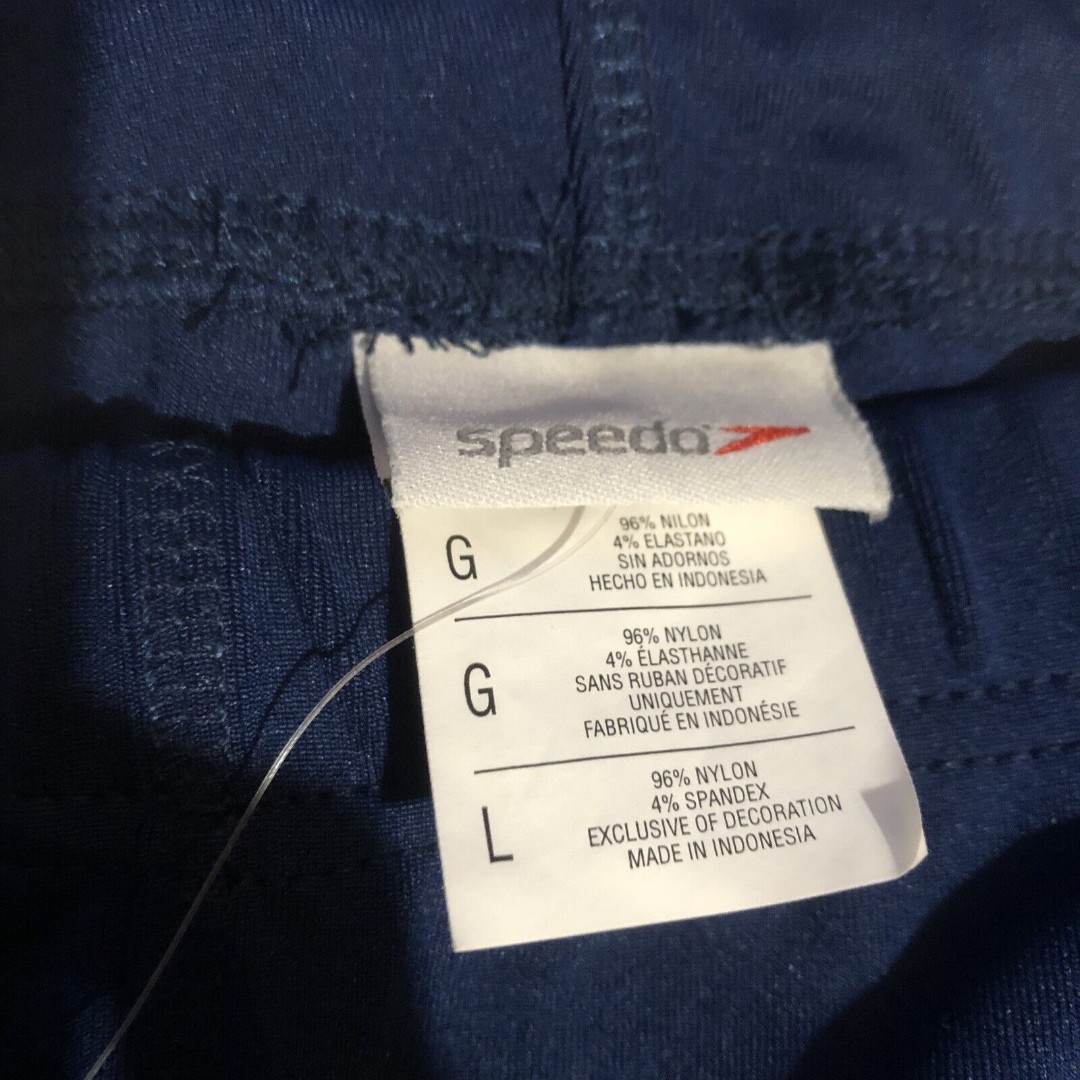 speedo
G
96% NILON
4% ELASTANO
SIN ADORNOS
HECHO EN INDONESIA
G
96% NYLON
4% ÉLASTHANNE
SANS RUBAN DÉCORATIF
UNIQUEMENT
FABRIQUÉ EN INDONÉSIE
L
96% NYLON
4% SPANDEX
EXCLUSIVE OF DECORATION
MADE IN INDONESIA